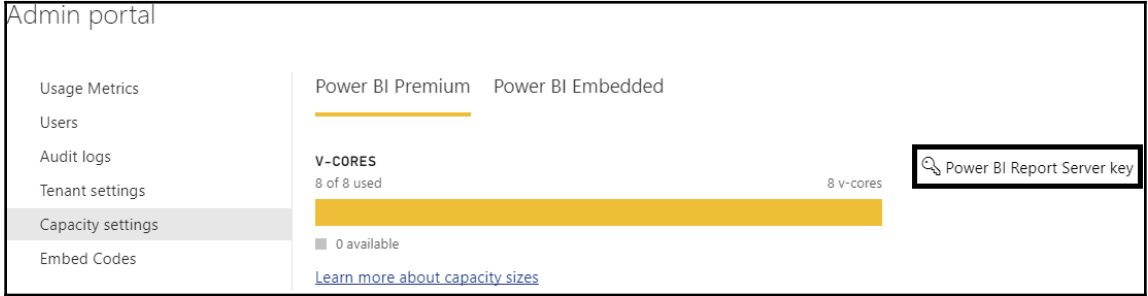 Admin portal
Usage Metrics
Users
Audit logs
Tenant settings
Capacity settings
Embed Codes
Power BI Premium Power BI Embedded
V-CORES
8 of 8 used 8 v-cores
0 available
Learn more about capacity sizes
Power BI Report Server key